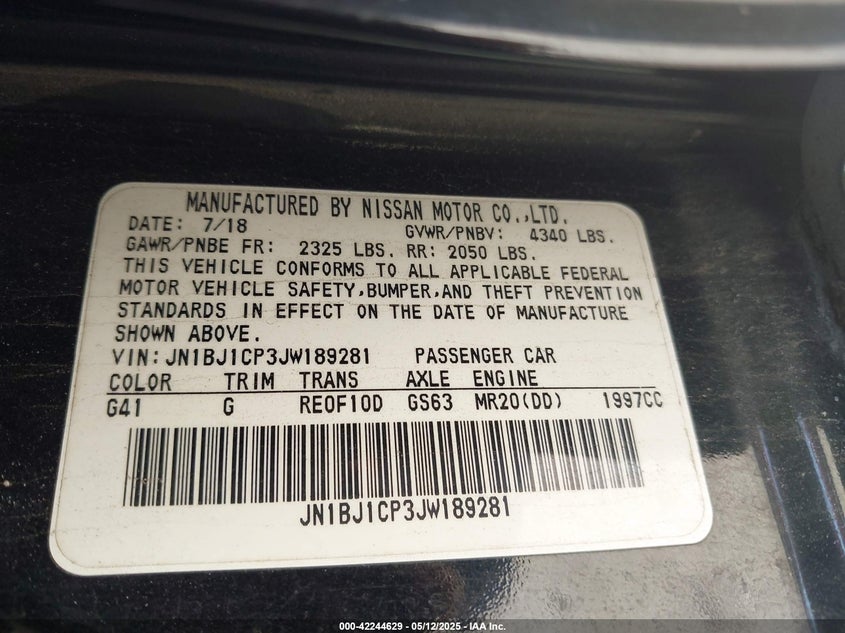 MANUFACTURED BY NISSAN MOTOR CO.,LTD.
DATE: 7/18 GVWR/PNBV: 4340 LBS.
GAWR/PNBE FR: 2325 LBS. RR: 2050 LBS.
THIS VEHICLE CONFORMS TO ALL APPLICABLE FEDERAL
MOTOR VEHICLE SAFETY,BUMPER,AND THEFT PREVENTION
STANDARDS IN EFFECT ON THE DATE OF MANUFACTURE
SHOWN ABOVE.
VIN:JN1BJ1CP3JW189281 PASSENGER CAR
COLOR TRIM TRANS AXLE ENGINE
G41 G RE0F10D GS63 MR20(DD) 1997CC
JN1BJ1CP3JW189281
000-42244629 - 05/12/2025 - IAA Inc.